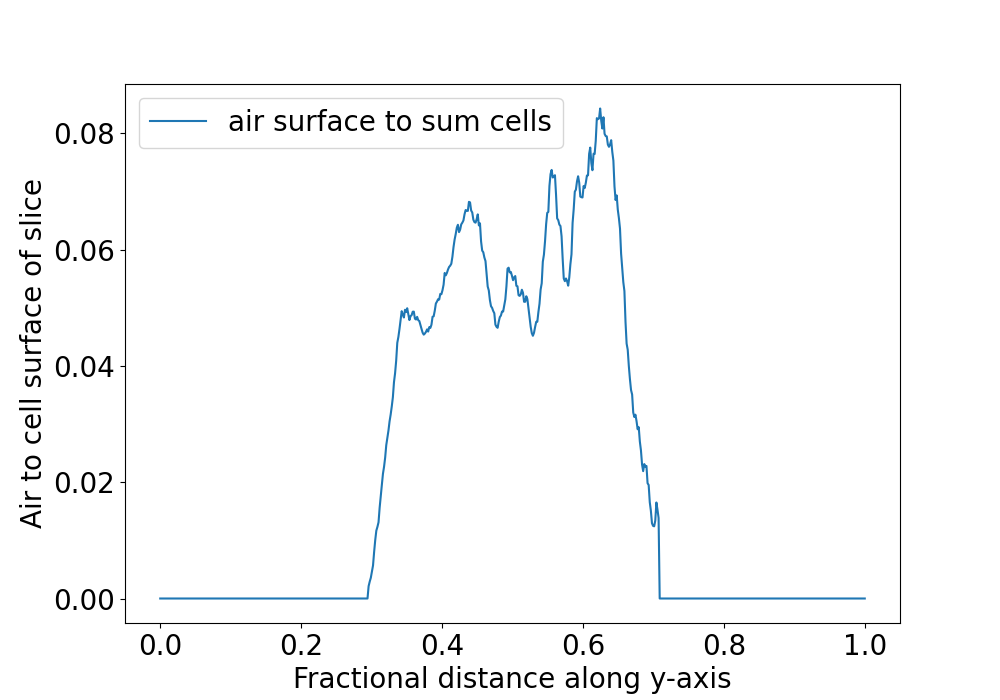 air surface to sum cells
Air to cell surface of slice
0.08
0.06
0.04
0.02
0.00
0.0 0.2 0.4 0.6 0.8 1.0
Fractional distance along y-axis